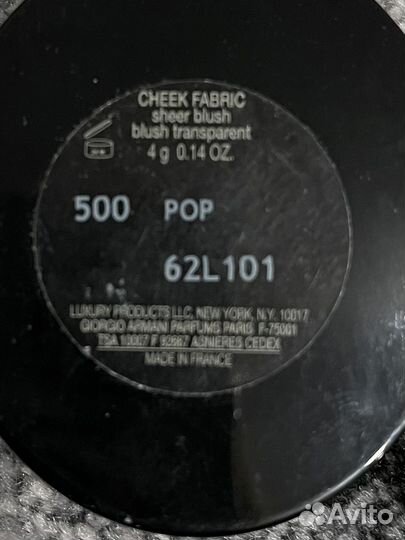 CHEEK FABRIC
sheer blush
blush transparent
4 g 0.14 OZ.
500 POP
62L101
LUXURY PRODUCTS LLC, NEW YORK, N.Y. 10017
GIORGIO ARMANI PARFUMS PARIS F-75001
TSA 10007 F 92667 ASNIERES CEDEX
MADE IN FRANCE
Avito